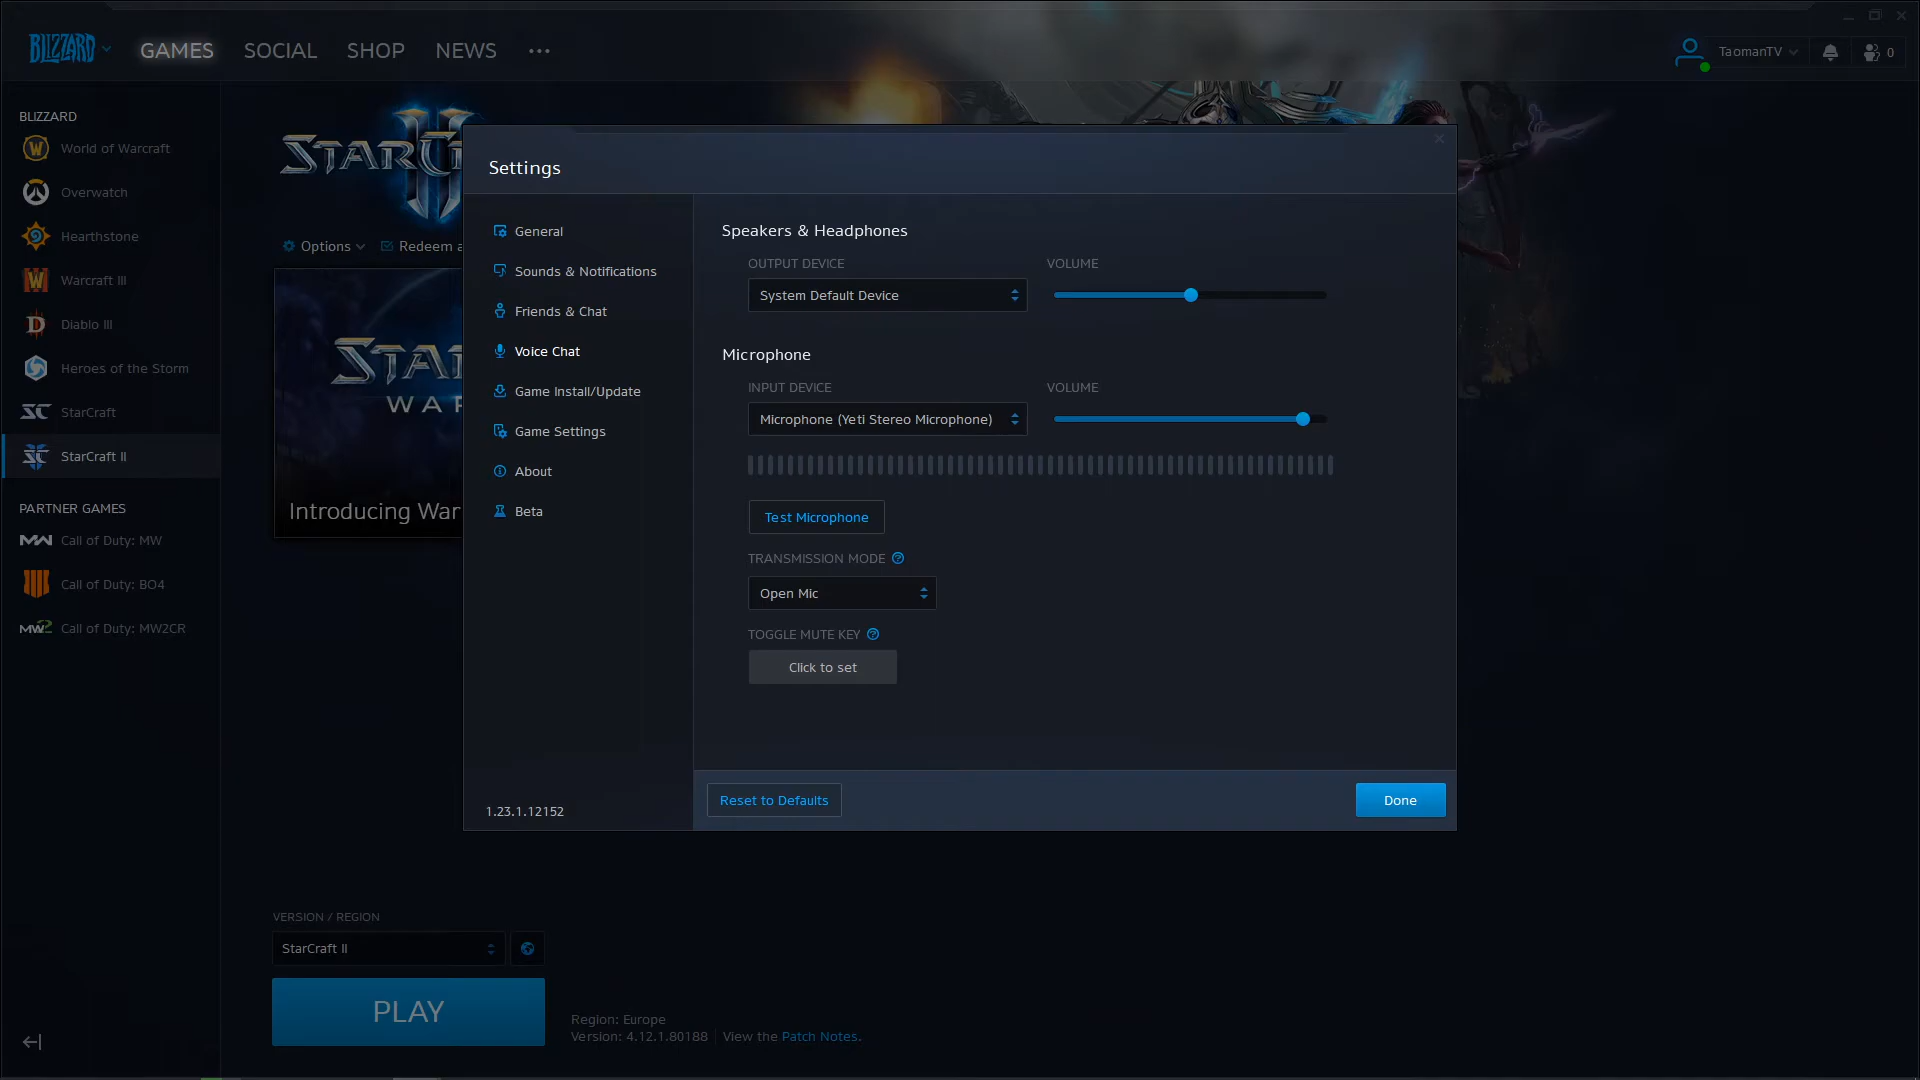 BLIZZARD
GAMES
SOCIAL
SHOP
NEWS
TaomanTV
0
BLIZZARD
World of Warcraft
Overwatch
Hearthstone
Warcraft III
Diablo III
Heroes of the Storm
StarCraft
StarCraft II
PARTNER GAMES
Call of Duty: MW
Call of Duty: BO4
Call of Duty: MW2CR
Options
Redeem a
Introducing War
Settings
General
Sounds & Notifications
Friends & Chat
Voice Chat
Game Install/Update
Game Settings
About
Beta
1.23.1.12152
Speakers & Headphones
OUTPUT DEVICE
VOLUME
System Default Device
Microphone
INPUT DEVICE
VOLUME
Microphone (Yeti Stereo Microphone)
Test Microphone
TRANSMISSION MODE
Open Mic
TOGGLE MUTE KEY
Click to set
Reset to Defaults
Done
VERSION / REGION
StarCraft II
PLAY
Region: Europe
Version: 4.12.1.80188
View the Patch Notes.